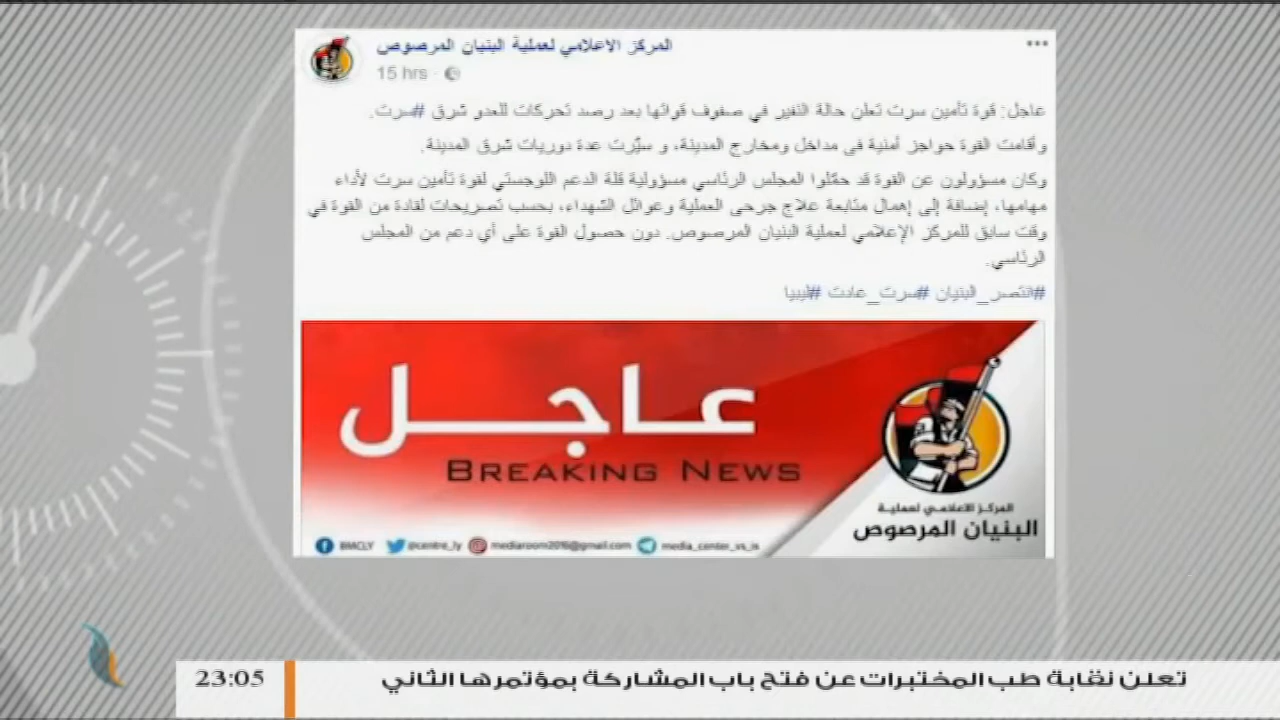 المركز الاعلامي لعملية البنيان المرصوص
15 hrs
عاجل: قوة تأمين سرت تعلن حالة النفير في صفوف قواتها بعد رصد تحركات للعدو شرق #سرت.
وأقامت القوة حواجز أمنية في مداخل ومخارج المدينة، و سيّرت عدة دوريات شرق المدينة.
وكان مسؤولون عن القوة قد حمّلوا المجلس الرئاسي مسؤولية قلة الدعم اللوجستي لقوة تأمين سرت لأداء
مهامها، إضافة إلى إهمال متابعة علاج جرحى العملية وعوائل الشهداء، بحسب تصريحات لقادة من القوة في
وقت سابق للمركز الإعلامي لعملية البنيان المرصوص. دون حصول القوة على أي دعم من المجلس
الرئاسي.
#انتصر_البنيان #سرت_عادت #ليبيا
عاجل
BREAKING NEWS
المركز الاعلامي لعملية
البنيان المرصوص
BMCLY @centre_ly mediaroom2016@gmail.com media_center_vs_is
23:05 تعلن نقابة طب المختبرات عن فتح باب المشاركة بمؤتمرها الثاني